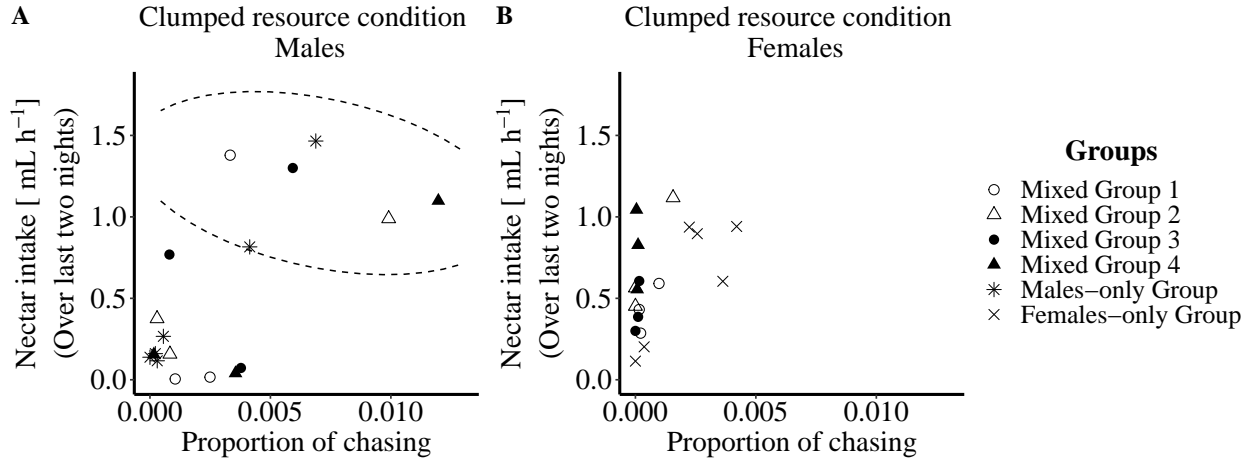 A
Clumped resource condition
Males
Nectar intake [ mL h−1]
(Over last two nights)
1.5
1.0
0.5
0.0
0.000
0.005
0.010
Proportion of chasing
B
Clumped resource condition
Females
Nectar intake [ mL h−1]
(Over last two nights)
1.5
1.0
0.5
0.0
0.000
0.005
0.010
Proportion of chasing
Groups
Mixed Group 1
Mixed Group 2
Mixed Group 3
Mixed Group 4
Males−only Group
Females−only Group